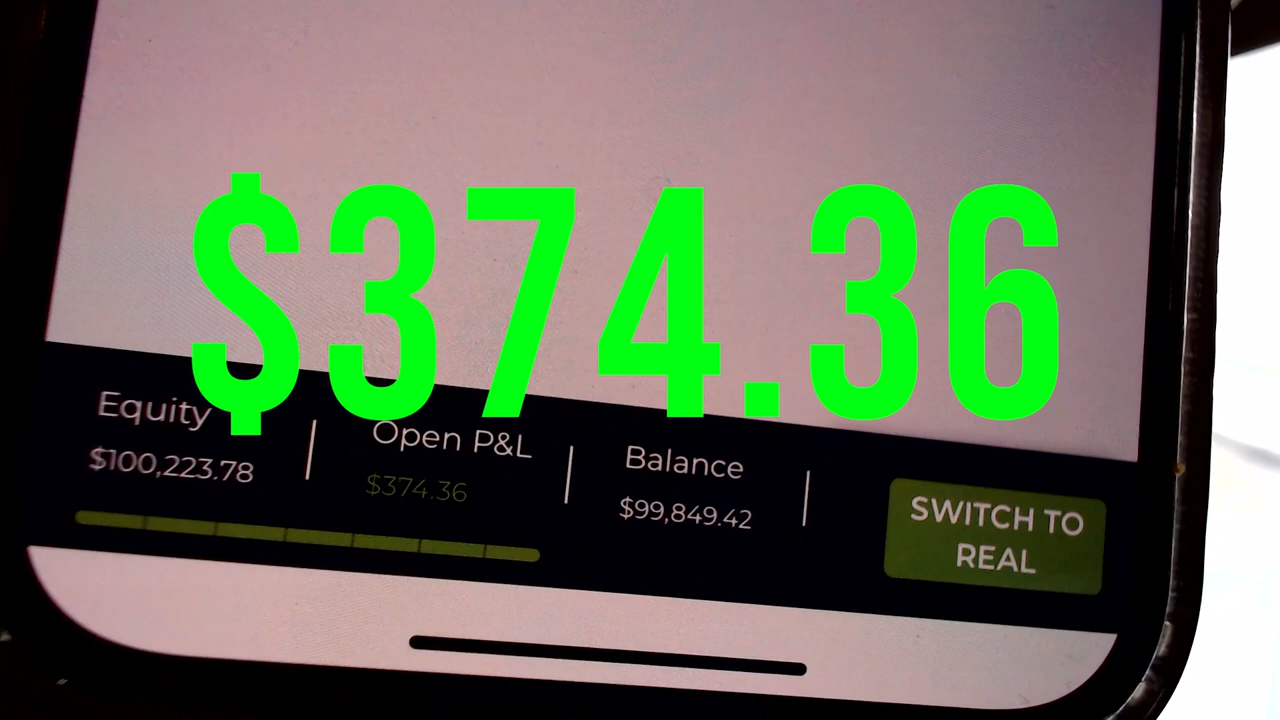 $374.36
Equity
$100,223.78
Open P&L
$374.36
Balance
$99,849.42
SWITCH TO
REAL